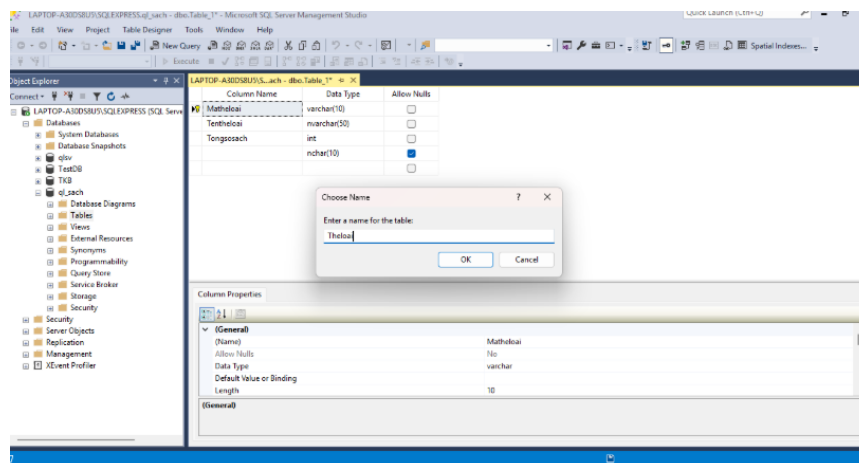 LAPTOP-A30DS8U5\SQLEXPRESS.ql_sach - dbo.Table_1* - Microsoft SQL Server Management Studio
Quick Launch (Ctrl+Q)
ile Edit View Project Table Designer Tools Window Help
New Query
Spatial Indexes...
Execute
Object Explorer
LAPTOP-A30DS8U5\S...ach - dbo.Table_1*
Connect
LAPTOP-A30DS8U5\SQLEXPRESS (SQL Serve
Databases
System Databases
Database Snapshots
qlsv
TestDB
TKB
ql_sach
Database Diagrams
Tables
Views
External Resources
Synonyms
Programmability
Query Store
Service Broker
Storage
Security
Security
Server Objects
Replication
Management
XEvent Profiler
Column Name Data Type Allow Nulls
Matheloai varchar(10)
Tentheloai nvarchar(50)
Tongsosach int
nchar(10)
Choose Name ? ×
Enter a name for the table:
Theloai
OK Cancel
Column Properties
(General)
(Name) Matheloai
Allow Nulls No
Data Type varchar
Default Value or Binding
Length 10
(General)